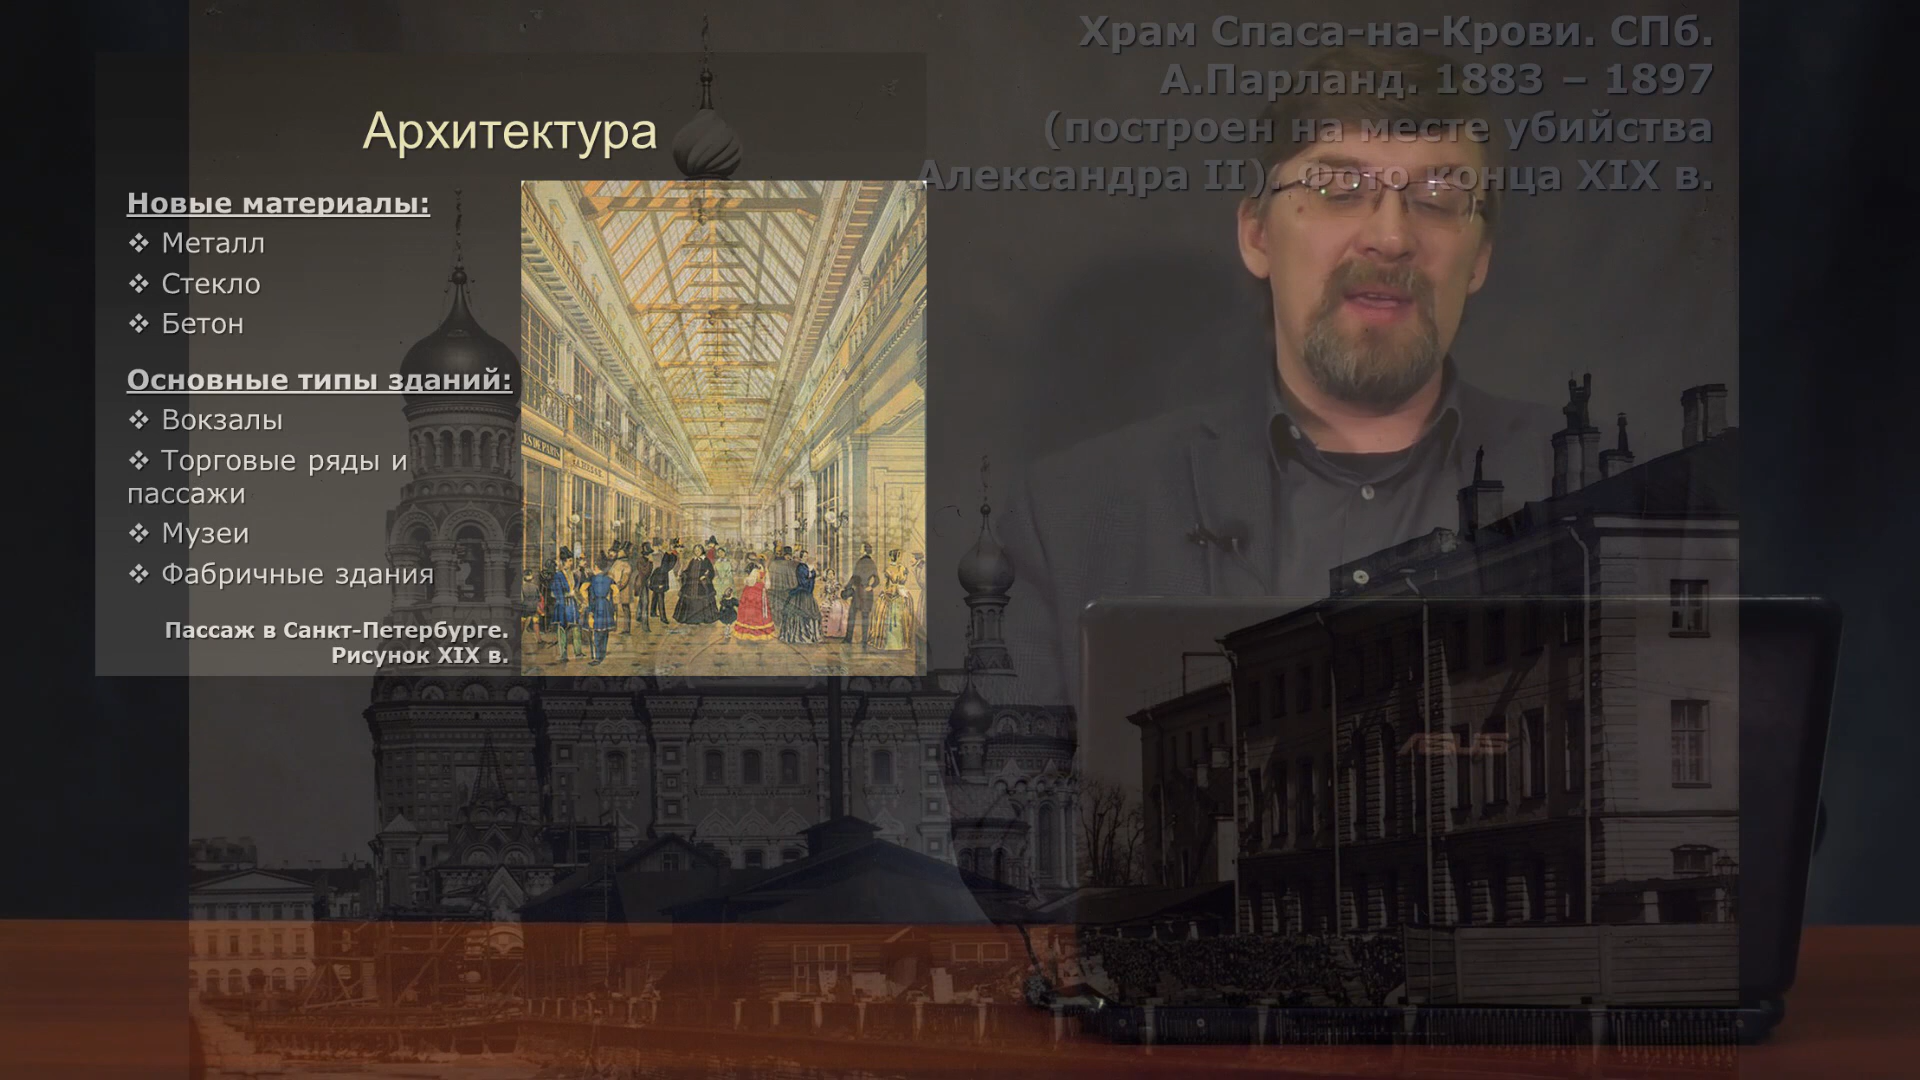 Храм Спаса-на-Крови. СПб.
А.Парланд. 1883 – 1897
(построен на месте убийства
Александра II). Фото конца XIX в.
Архитектура
Новые материалы:
❖ Металл
❖ Стекло
❖ Бетон
Основные типы зданий:
❖ Вокзалы
❖ Торговые ряды и
пассажи
❖ Музеи
❖ Фабричные здания
Пассаж в Санкт-Петербурге.
Рисунок XIX в.
ASUS